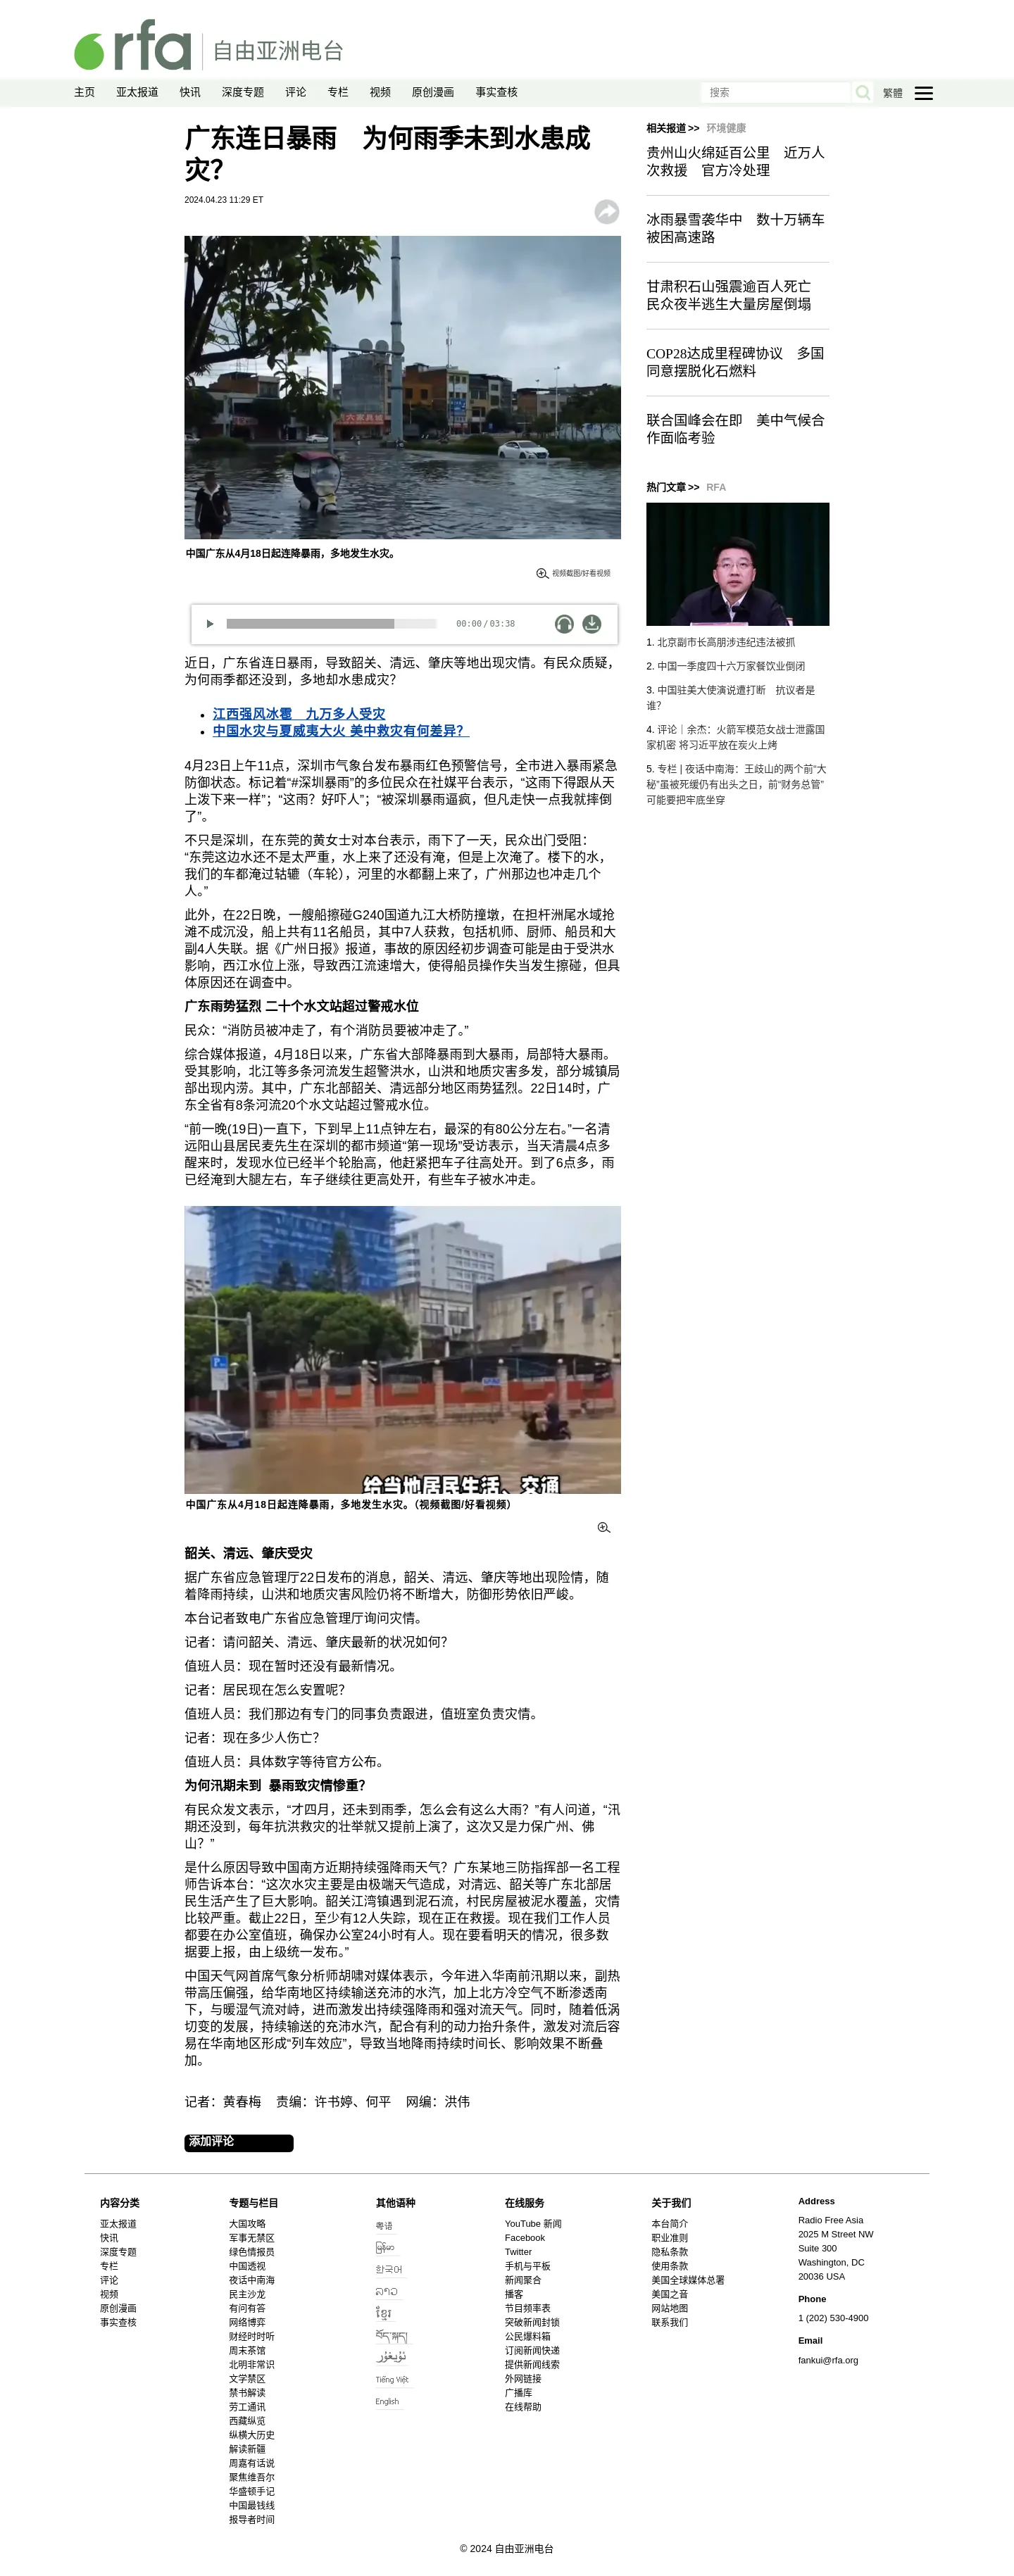 rfa 自由亚洲电台
主页 亚太报道 快讯 深度专题 评论 专栏 视频 原创漫画 事实查核 搜索 繁體
广东连日暴雨　为何雨季未到水患成
灾？
2024.04.23 11:29 ET
中国广东从4月18日起连降暴雨，多地发生水灾。
视频截图/好看视频
00:00 / 03:38
近日，广东省连日暴雨，导致韶关、清远、肇庆等地出现灾情。有民众质疑，
为何雨季都还没到，多地却水患成灾？
江西强风冰雹　九万多人受灾
中国水灾与夏威夷大火 美中救灾有何差异？
4月23日上午11点，深圳市气象台发布暴雨红色预警信号，全市进入暴雨紧急
防御状态。标记着“#深圳暴雨”的多位民众在社媒平台表示，“这雨下得跟从天
上泼下来一样”；“这雨？好吓人”；“被深圳暴雨逼疯，但凡走快一点我就摔倒
了”。
不只是深圳，在东莞的黄女士对本台表示，雨下了一天，民众出门受阻：
“东莞这边水还不是太严重，水上来了还没有淹，但是上次淹了。楼下的水，
我们的车都淹过轱辘（车轮），河里的水都翻上来了，广州那边也冲走几个
人。”
此外，在22日晚，一艘船擦碰G240国道九江大桥防撞墩，在担杆洲尾水域抢
滩不成沉没，船上共有11名船员，其中7人获救，包括机师、厨师、船员和大
副4人失联。据《广州日报》报道，事故的原因经初步调查可能是由于受洪水
影响，西江水位上涨，导致西江流速增大，使得船员操作失当发生擦碰，但具
体原因还在调查中。
广东雨势猛烈 二十个水文站超过警戒水位
民众：“消防员被冲走了，有个消防员要被冲走了。”
综合媒体报道，4月18日以来，广东省大部降暴雨到大暴雨，局部特大暴雨。
受其影响，北江等多条河流发生超警洪水，山洪和地质灾害多发，部分城镇局
部出现内涝。其中，广东北部韶关、清远部分地区雨势猛烈。22日14时，广
东全省有8条河流20个水文站超过警戒水位。
“前一晚(19日)一直下，下到早上11点钟左右，最深的有80公分左右。”一名清
远阳山县居民麦先生在深圳的都市频道“第一现场”受访表示，当天清晨4点多
醒来时，发现水位已经半个轮胎高，他赶紧把车子往高处开。到了6点多，雨
已经淹到大腿左右，车子继续往更高处开，有些车子被水冲走。
给当地居民生活、交通
中国广东从4月18日起连降暴雨，多地发生水灾。（视频截图/好看视频）
韶关、清远、肇庆受灾
据广东省应急管理厅22日发布的消息，韶关、清远、肇庆等地出现险情，随
着降雨持续，山洪和地质灾害风险仍将不断增大，防御形势依旧严峻。
本台记者致电广东省应急管理厅询问灾情。
记者：请问韶关、清远、肇庆最新的状况如何？
值班人员：现在暂时还没有最新情况。
记者：居民现在怎么安置呢？
值班人员：我们那边有专门的同事负责跟进，值班室负责灾情。
记者：现在多少人伤亡？
值班人员：具体数字等待官方公布。
为何汛期未到 暴雨致灾情惨重？
有民众发文表示，“才四月，还未到雨季，怎么会有这么大雨？”有人问道，“汛
期还没到，每年抗洪救灾的壮举就又提前上演了，这次又是力保广州、佛
山？”
是什么原因导致中国南方近期持续强降雨天气？广东某地三防指挥部一名工程
师告诉本台：“这次水灾主要是由极端天气造成，对清远、韶关等广东北部居
民生活产生了巨大影响。韶关江湾镇遇到泥石流，村民房屋被泥水覆盖，灾情
比较严重。截止22日，至少有12人失踪，现在正在救援。现在我们工作人员
都要在办公室值班，确保办公室24小时有人。现在要看明天的情况，很多数
据要上报，由上级统一发布。”
中国天气网首席气象分析师胡啸对媒体表示，今年进入华南前汛期以来，副热
带高压偏强，给华南地区持续输送充沛的水汽，加上北方冷空气不断渗透南
下，与暖湿气流对峙，进而激发出持续强降雨和强对流天气。同时，随着低涡
切变的发展，持续输送的充沛水汽，配合有利的动力抬升条件，激发对流后容
易在华南地区形成“列车效应”，导致当地降雨持续时间长、影响效果不断叠
加。
记者：黄春梅　责编：许书婷、何平　网编：洪伟
添加评论
相关报道 >> 环境健康
贵州山火绵延百公里　近万人
次救援　官方冷处理
冰雨暴雪袭华中　数十万辆车
被困高速路
甘肃积石山强震逾百人死亡
民众夜半逃生大量房屋倒塌
COP28达成里程碑协议　多国
同意摆脱化石燃料
联合国峰会在即　美中气候合
作面临考验
热门文章 >> RFA
1. 北京副市长高朋涉违纪违法被抓
2. 中国一季度四十六万家餐饮业倒闭
3. 中国驻美大使演说遭打断　抗议者是
谁？
4. 评论｜余杰：火箭军模范女战士泄露国
家机密 将习近平放在炭火上烤
5. 专栏 | 夜话中南海：王歧山的两个前“大
秘”虽被死缓仍有出头之日，前“财务总管”
可能要把牢底坐穿
内容分类
亚太报道
快讯
深度专题
专栏
评论
视频
原创漫画
事实查核
专题与栏目
大国攻略
军事无禁区
绿色情报员
中国透视
夜话中南海
民主沙龙
有问有答
网络博弈
财经时时听
周末茶馆
北明非常识
文学禁区
禁书解读
劳工通讯
西藏纵览
纵横大历史
解读新疆
周嘉有话说
聚焦维吾尔
华盛顿手记
中国最钱线
报导者时间
其他语种
粤语
မြန်မာ
한국어
ລາວ
ខ្មែរ
བོད་སྐད།
ئۇيغۇر
Tiếng Việt
English
在线服务
YouTube 新闻
Facebook
Twitter
手机与平板
新闻聚合
播客
节目频率表
突破新闻封锁
公民爆料箱
订阅新闻快递
提供新闻线索
外网链接
广播库
在线帮助
关于我们
本台简介
职业准则
隐私条款
使用条款
美国全球媒体总署
美国之音
网站地图
联系我们
Address
Radio Free Asia
2025 M Street NW
Suite 300
Washington, DC
20036 USA
Phone
1 (202) 530-4900
Email
fankui@rfa.org
© 2024 自由亚洲电台